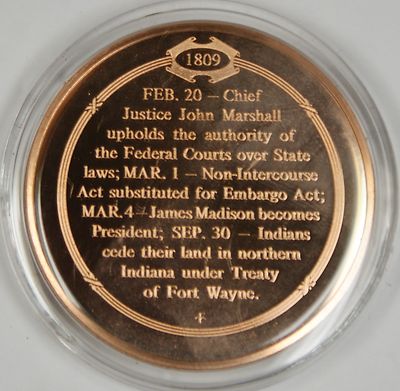 1809
FEB. 20 — Chief
Justice John Marshall
upholds the authority of
the Federal Courts over State
laws; MAR. 1 — Non-Intercourse
Act substituted for Embargo Act;
MAR. 4 — James Madison becomes
President; SEP. 30 — Indians
cede their land in northern
Indiana under Treaty
of Fort Wayne.